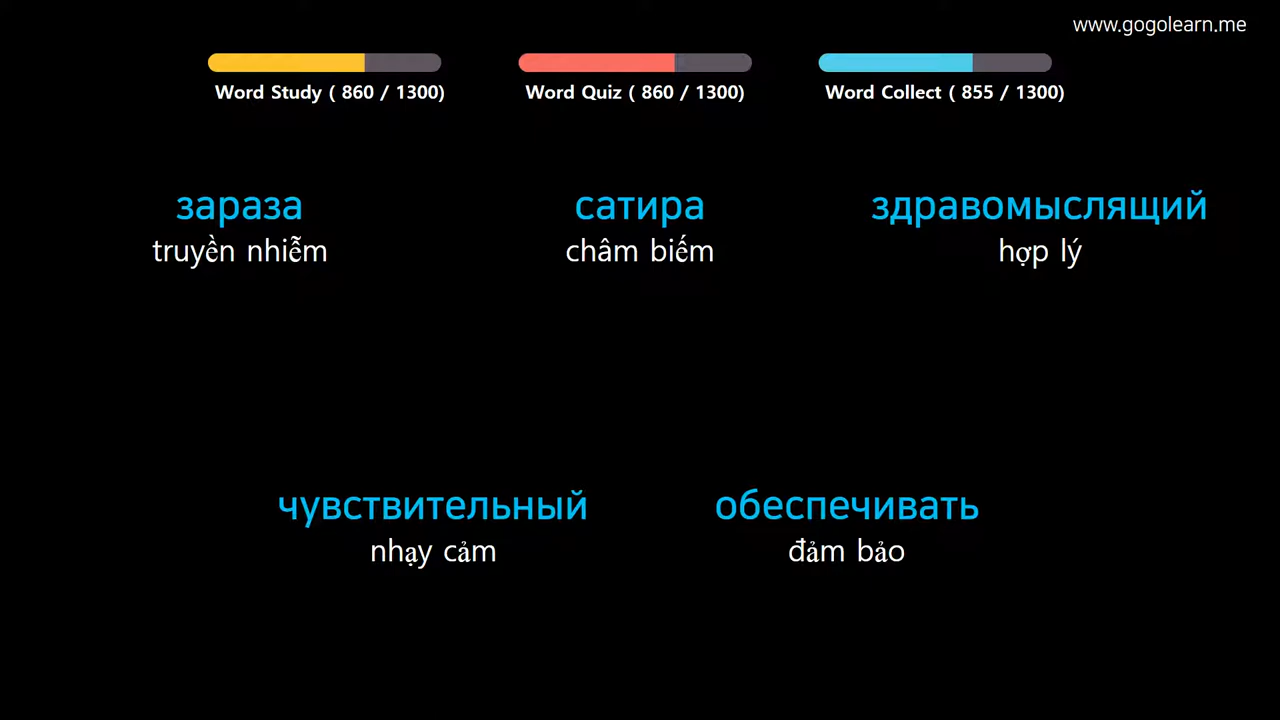 www.gogolearn.me
Word Study ( 860 / 1300)
Word Quiz ( 860 / 1300)
Word Collect ( 855 / 1300)
зараза
truyền nhiễm
сатира
châm biếm
здравомыслящий
hợp lý
чувствительный
nhạy cảm
обеспечивать
đảm bảo